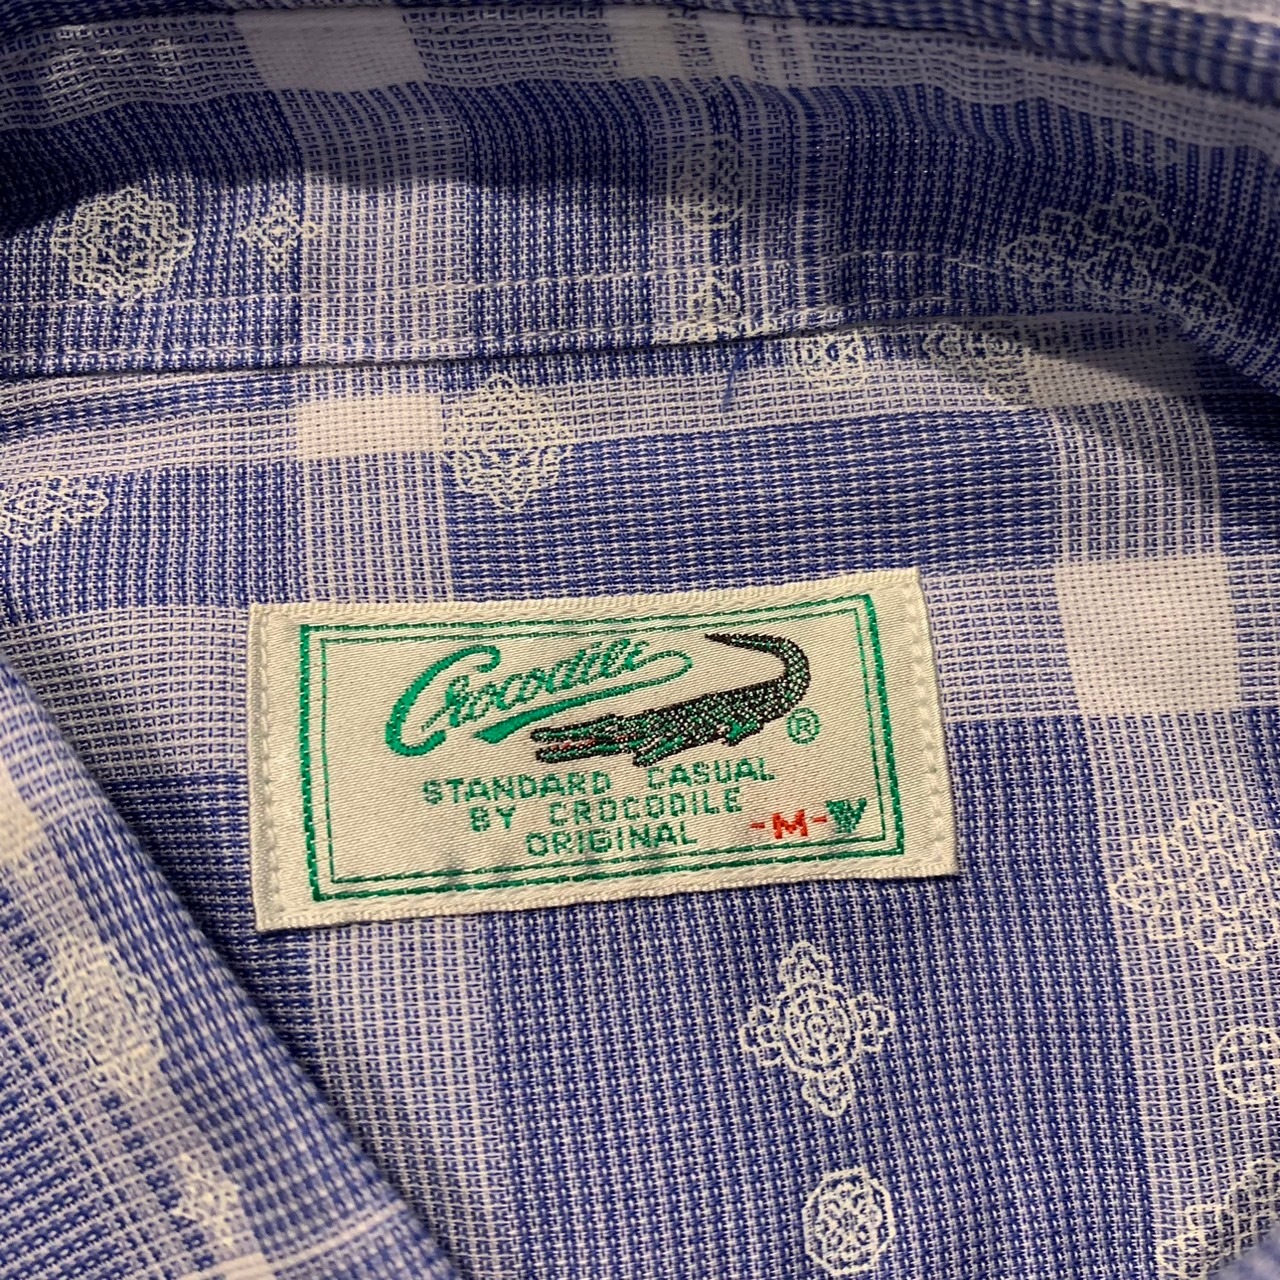 Crocodile ®
STANDARD CASUAL
BY CROCODILE
ORIGINAL -M-